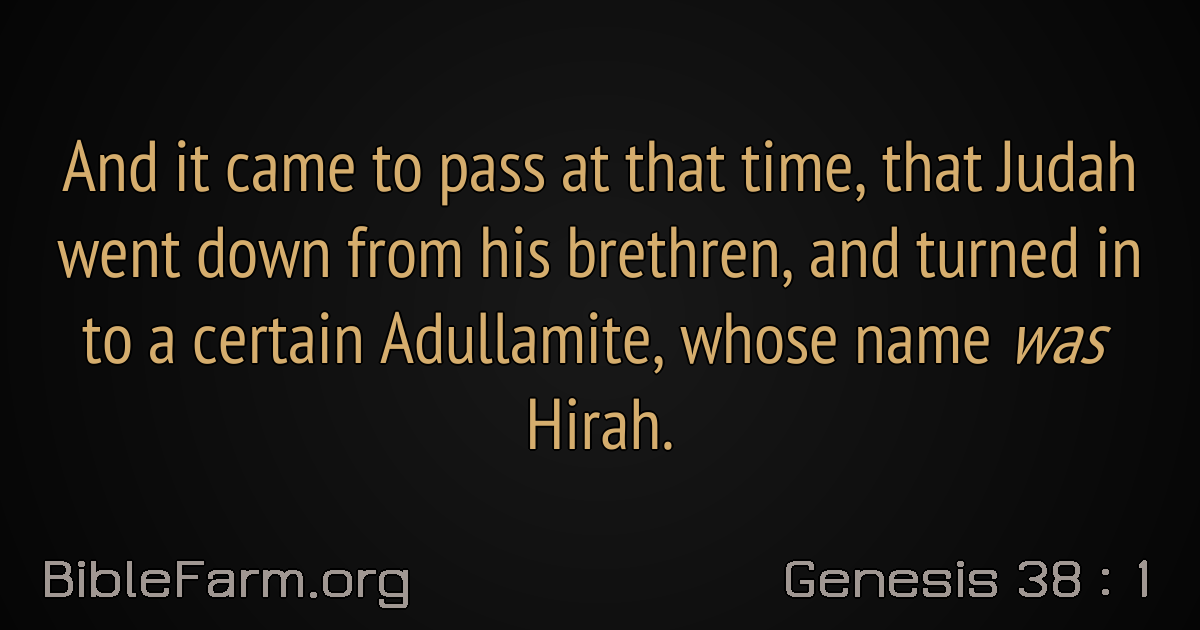 And it came to pass at that time, that Judah
went down from his brethren, and turned in
to a certain Adullamite, whose name was
Hirah.
BibleFarm.org
Genesis 38 : 1